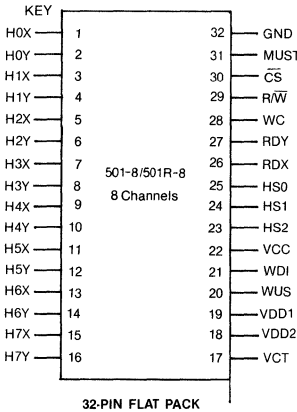 KEY
H0X 1 32 GND
H0Y 2 31 MUST
H1X 3 30 CS
H1Y 4 29 R/W
H2X 5 28 WC
H2Y 6 27 RDY
H3X 7 26 RDX
501-8/501R-8
H3Y 8 25 HS0
8 Channels
H4X 9 24 HS1
H4Y 10 23 HS2
H5X 11 22 VCC
H5Y 12 21 WDI
H6X 13 20 WUS
H6Y 14 19 VDD1
H7X 15 18 VDD2
H7Y 16 17 VCT
32-PIN FLAT PACK